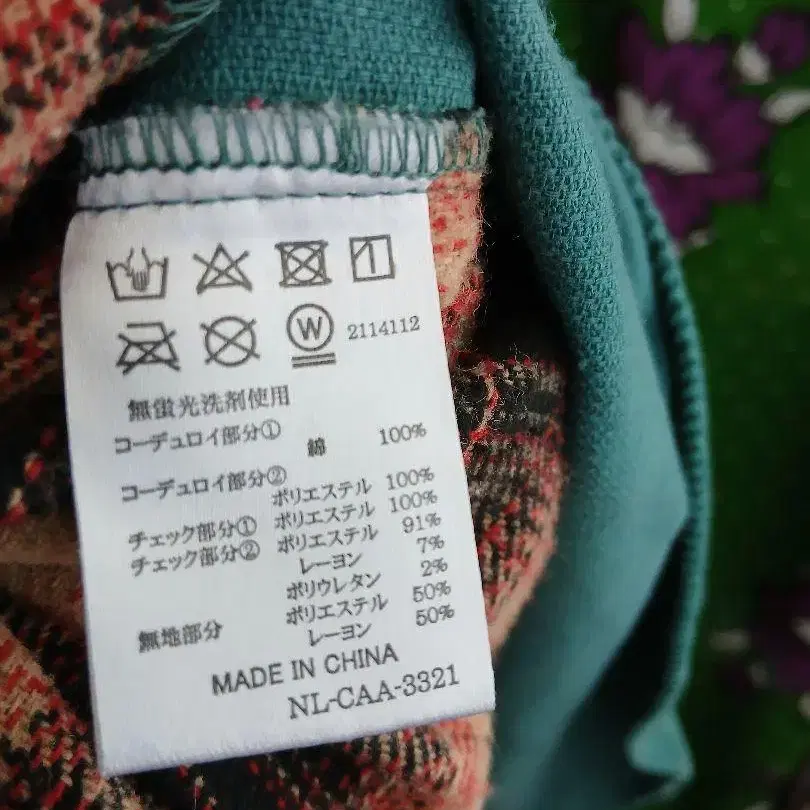 W 2114112
無蛍光洗剤使用
コーデュロイ部分① 綿 100%
コーデュロイ部分② ポリエステル 100%
チェック部分① ポリエステル 100%
チェック部分② ポリエステル 91%
レーヨン 7%
ポリウレタン 2%
無地部分 ポリエステル 50%
レーヨン 50%
MADE IN CHINA
NL-CAA-3321